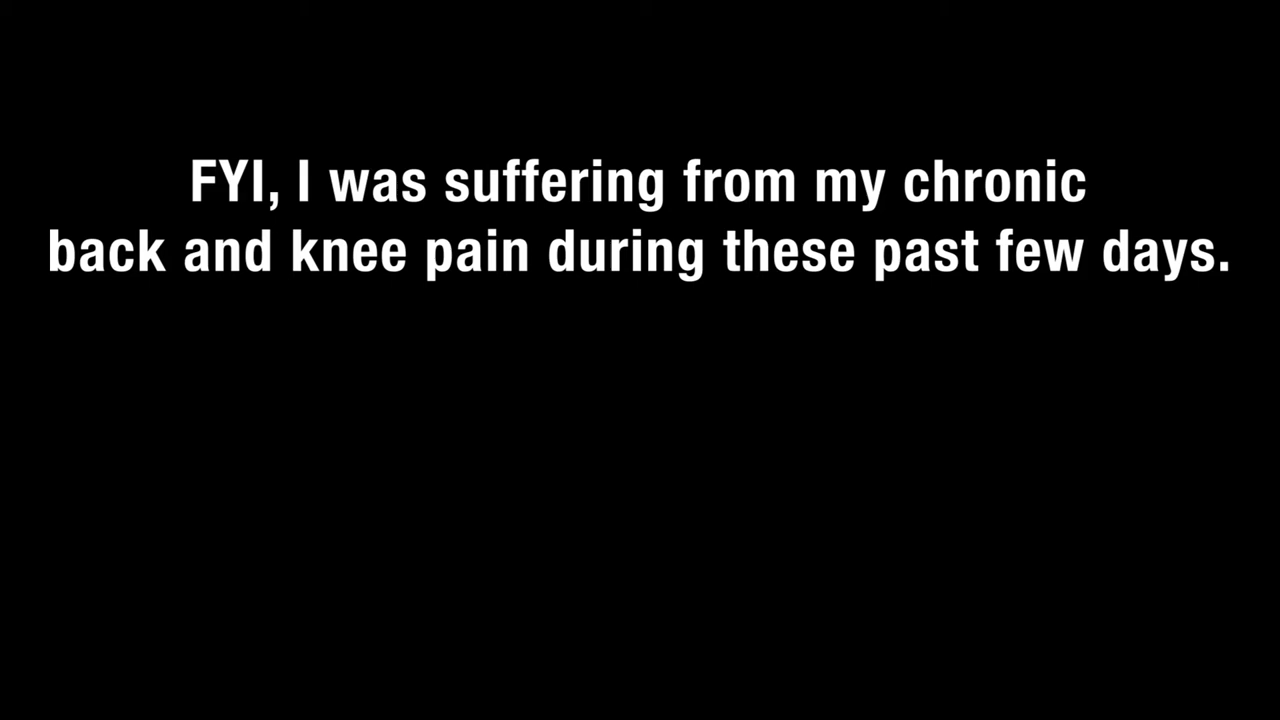 FYI, I was suffering from my chronic
back and knee pain during these past few days.